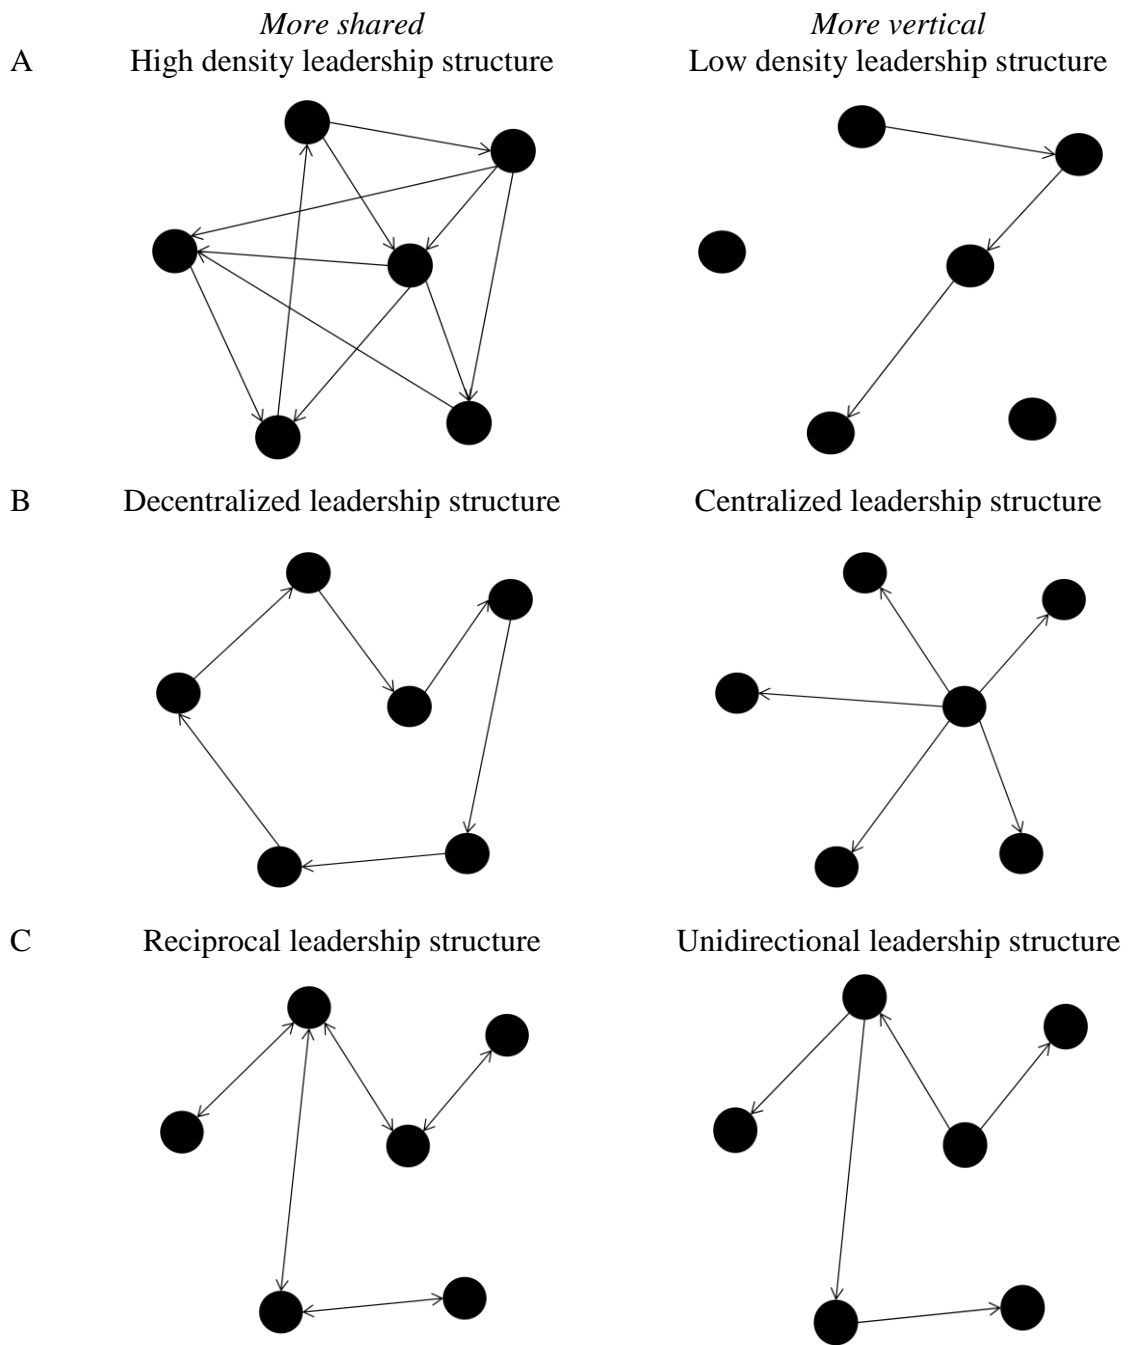 More shared
More vertical
A
High density leadership structure
Low density leadership structure
B
Decentralized leadership structure
Centralized leadership structure
C
Reciprocal leadership structure
Unidirectional leadership structure